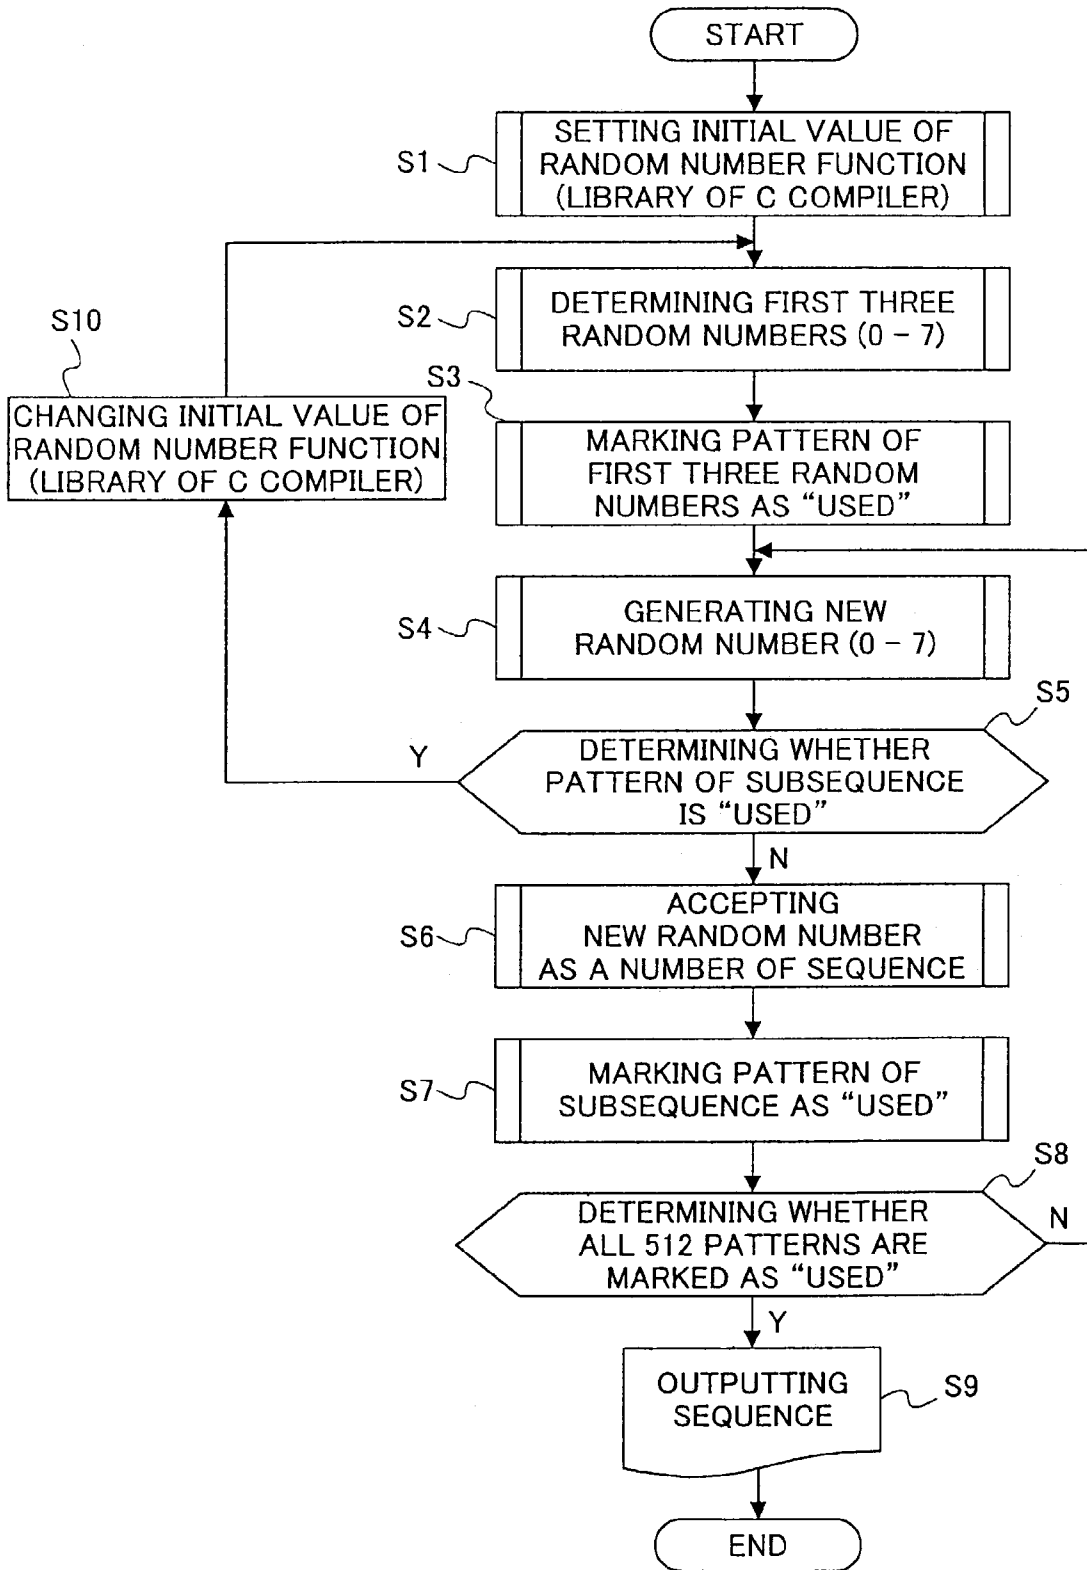 START
S1
SETTING INITIAL VALUE OF
RANDOM NUMBER FUNCTION
(LIBRARY OF C COMPILER)
S2
DETERMINING FIRST THREE
RANDOM NUMBERS (0 – 7)
S10
CHANGING INITIAL VALUE OF
RANDOM NUMBER FUNCTION
(LIBRARY OF C COMPILER)
S3
MARKING PATTERN OF
FIRST THREE RANDOM
NUMBERS AS “USED”
S4
GENERATING NEW
RANDOM NUMBER (0 – 7)
S5
Y
DETERMINING WHETHER
PATTERN OF SUBSEQUENCE
IS “USED”
N
S6
ACCEPTING
NEW RANDOM NUMBER
AS A NUMBER OF SEQUENCE
S7
MARKING PATTERN OF
SUBSEQUENCE AS “USED”
S8
DETERMINING WHETHER
ALL 512 PATTERNS ARE
MARKED AS “USED”
N
Y
OUTPUTTING
SEQUENCE
S9
END